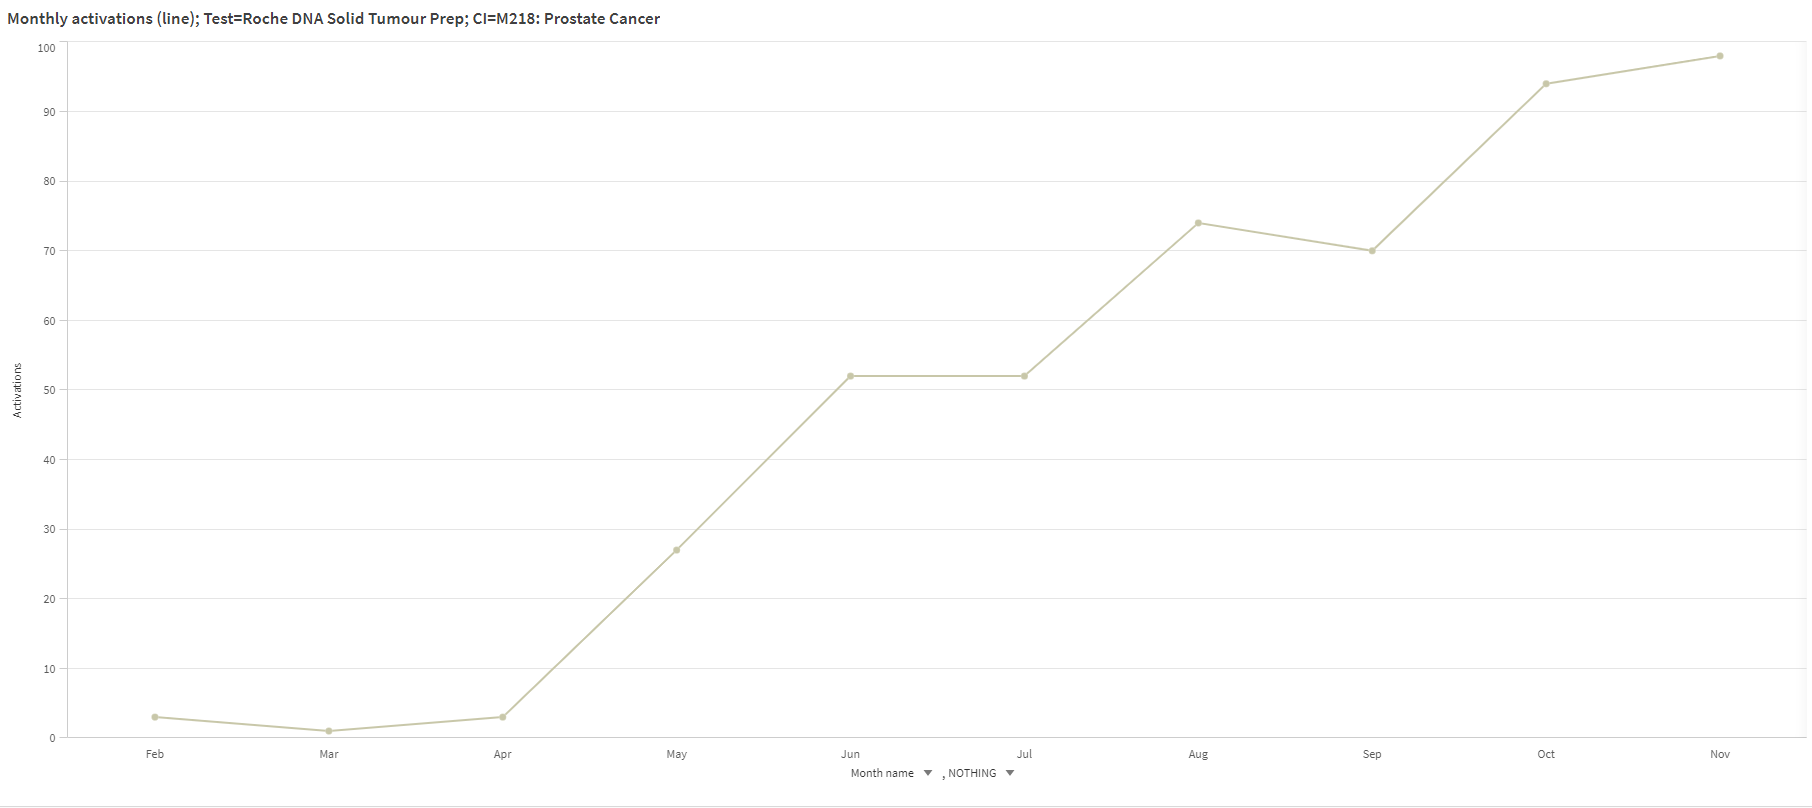 Monthly activations (line); Test=Roche DNA Solid Tumour Prep; CI=M218: Prostate Cancer
100
90
80
70
60
50
40
30
20
10
0
Activations
Feb Mar Apr May Jun Jul Aug Sep Oct Nov
Month name , NOTHING